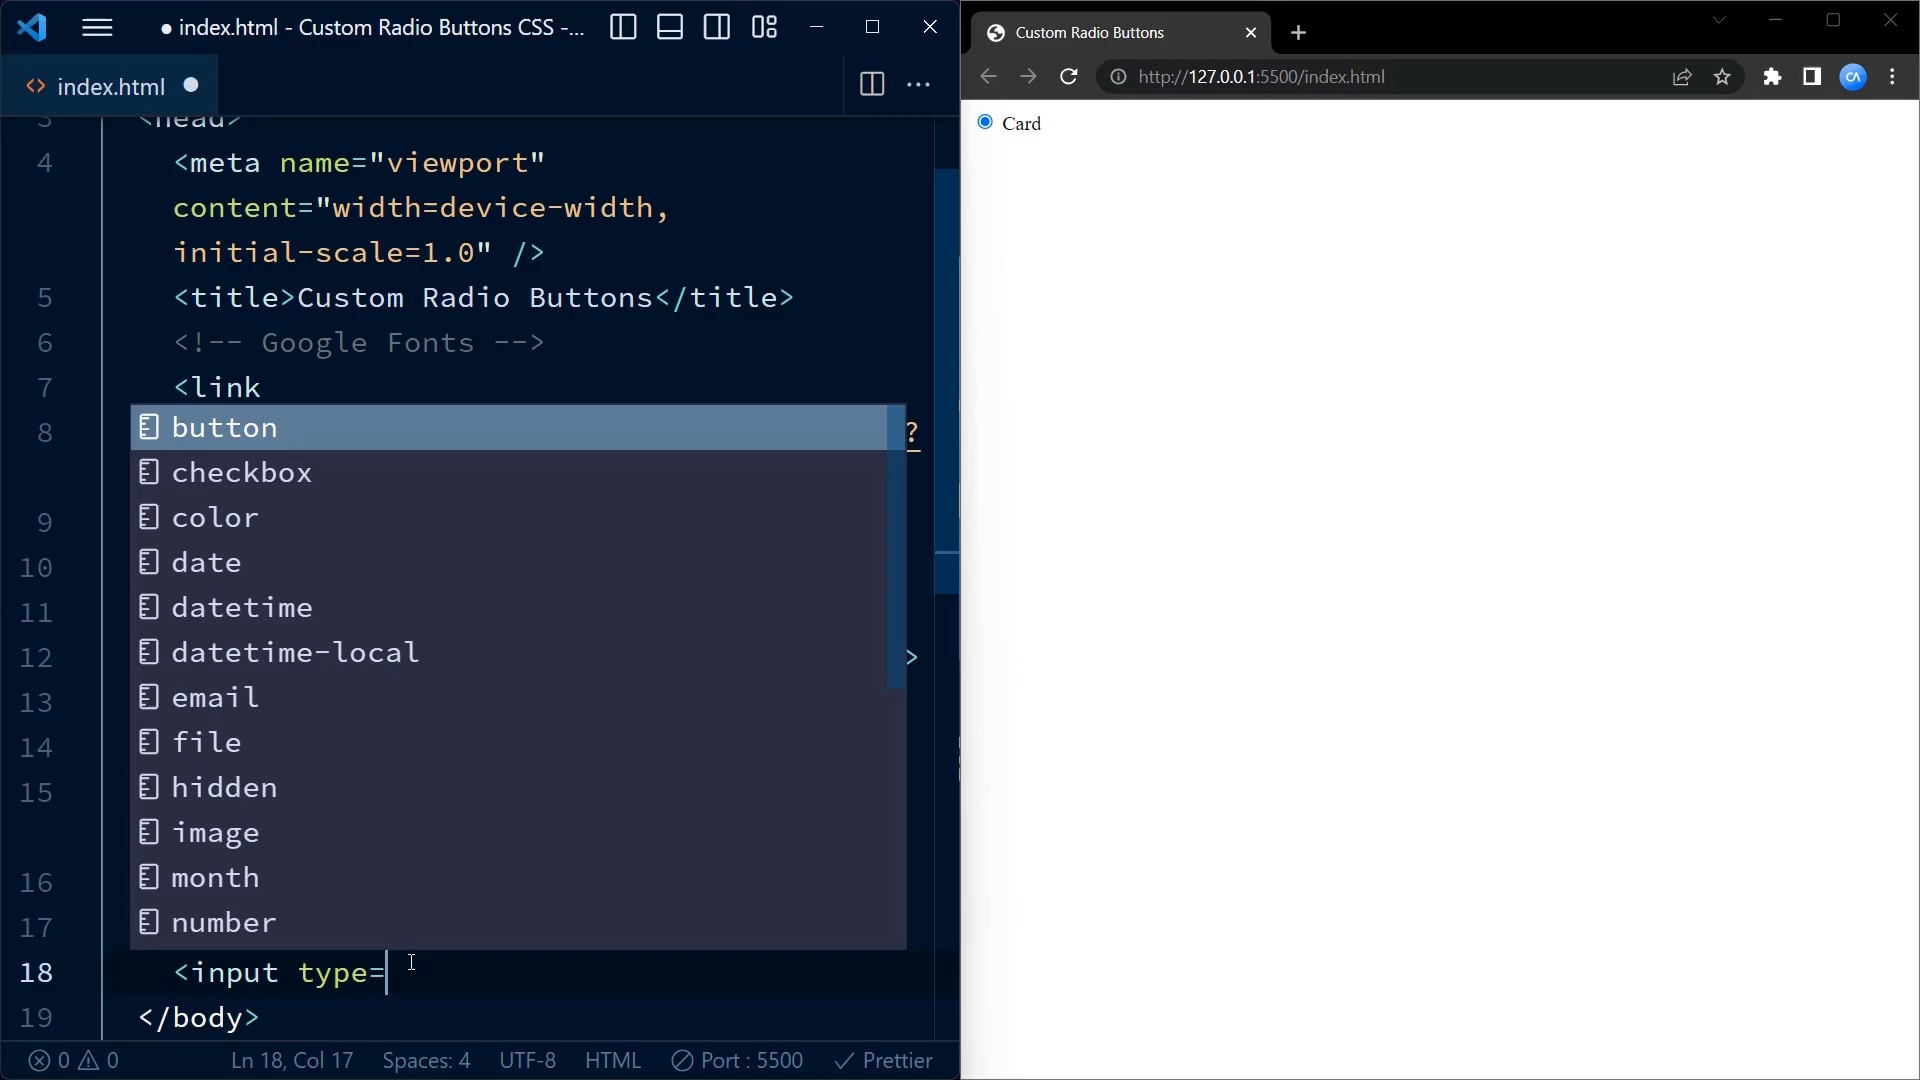 index.html - Custom Radio Buttons CSS -...
index.html
3 <head>
4 <meta name="viewport"
content="width=device-width,
initial-scale=1.0" />
5 <title>Custom Radio Buttons</title>
6 <!-- Google Fonts -->
7 <link
8 ?
button
checkbox
9 color
10 date
11 datetime
12 datetime-local >
13 email
14 file
15 hidden
image
16 month
17 number
18 <input type=
19 </body>
0 0 Ln 18, Col 17 Spaces: 4 UTF-8 HTML Port : 5500 Prettier
Custom Radio Buttons
http://127.0.0.1:5500/index.html
CA
Card